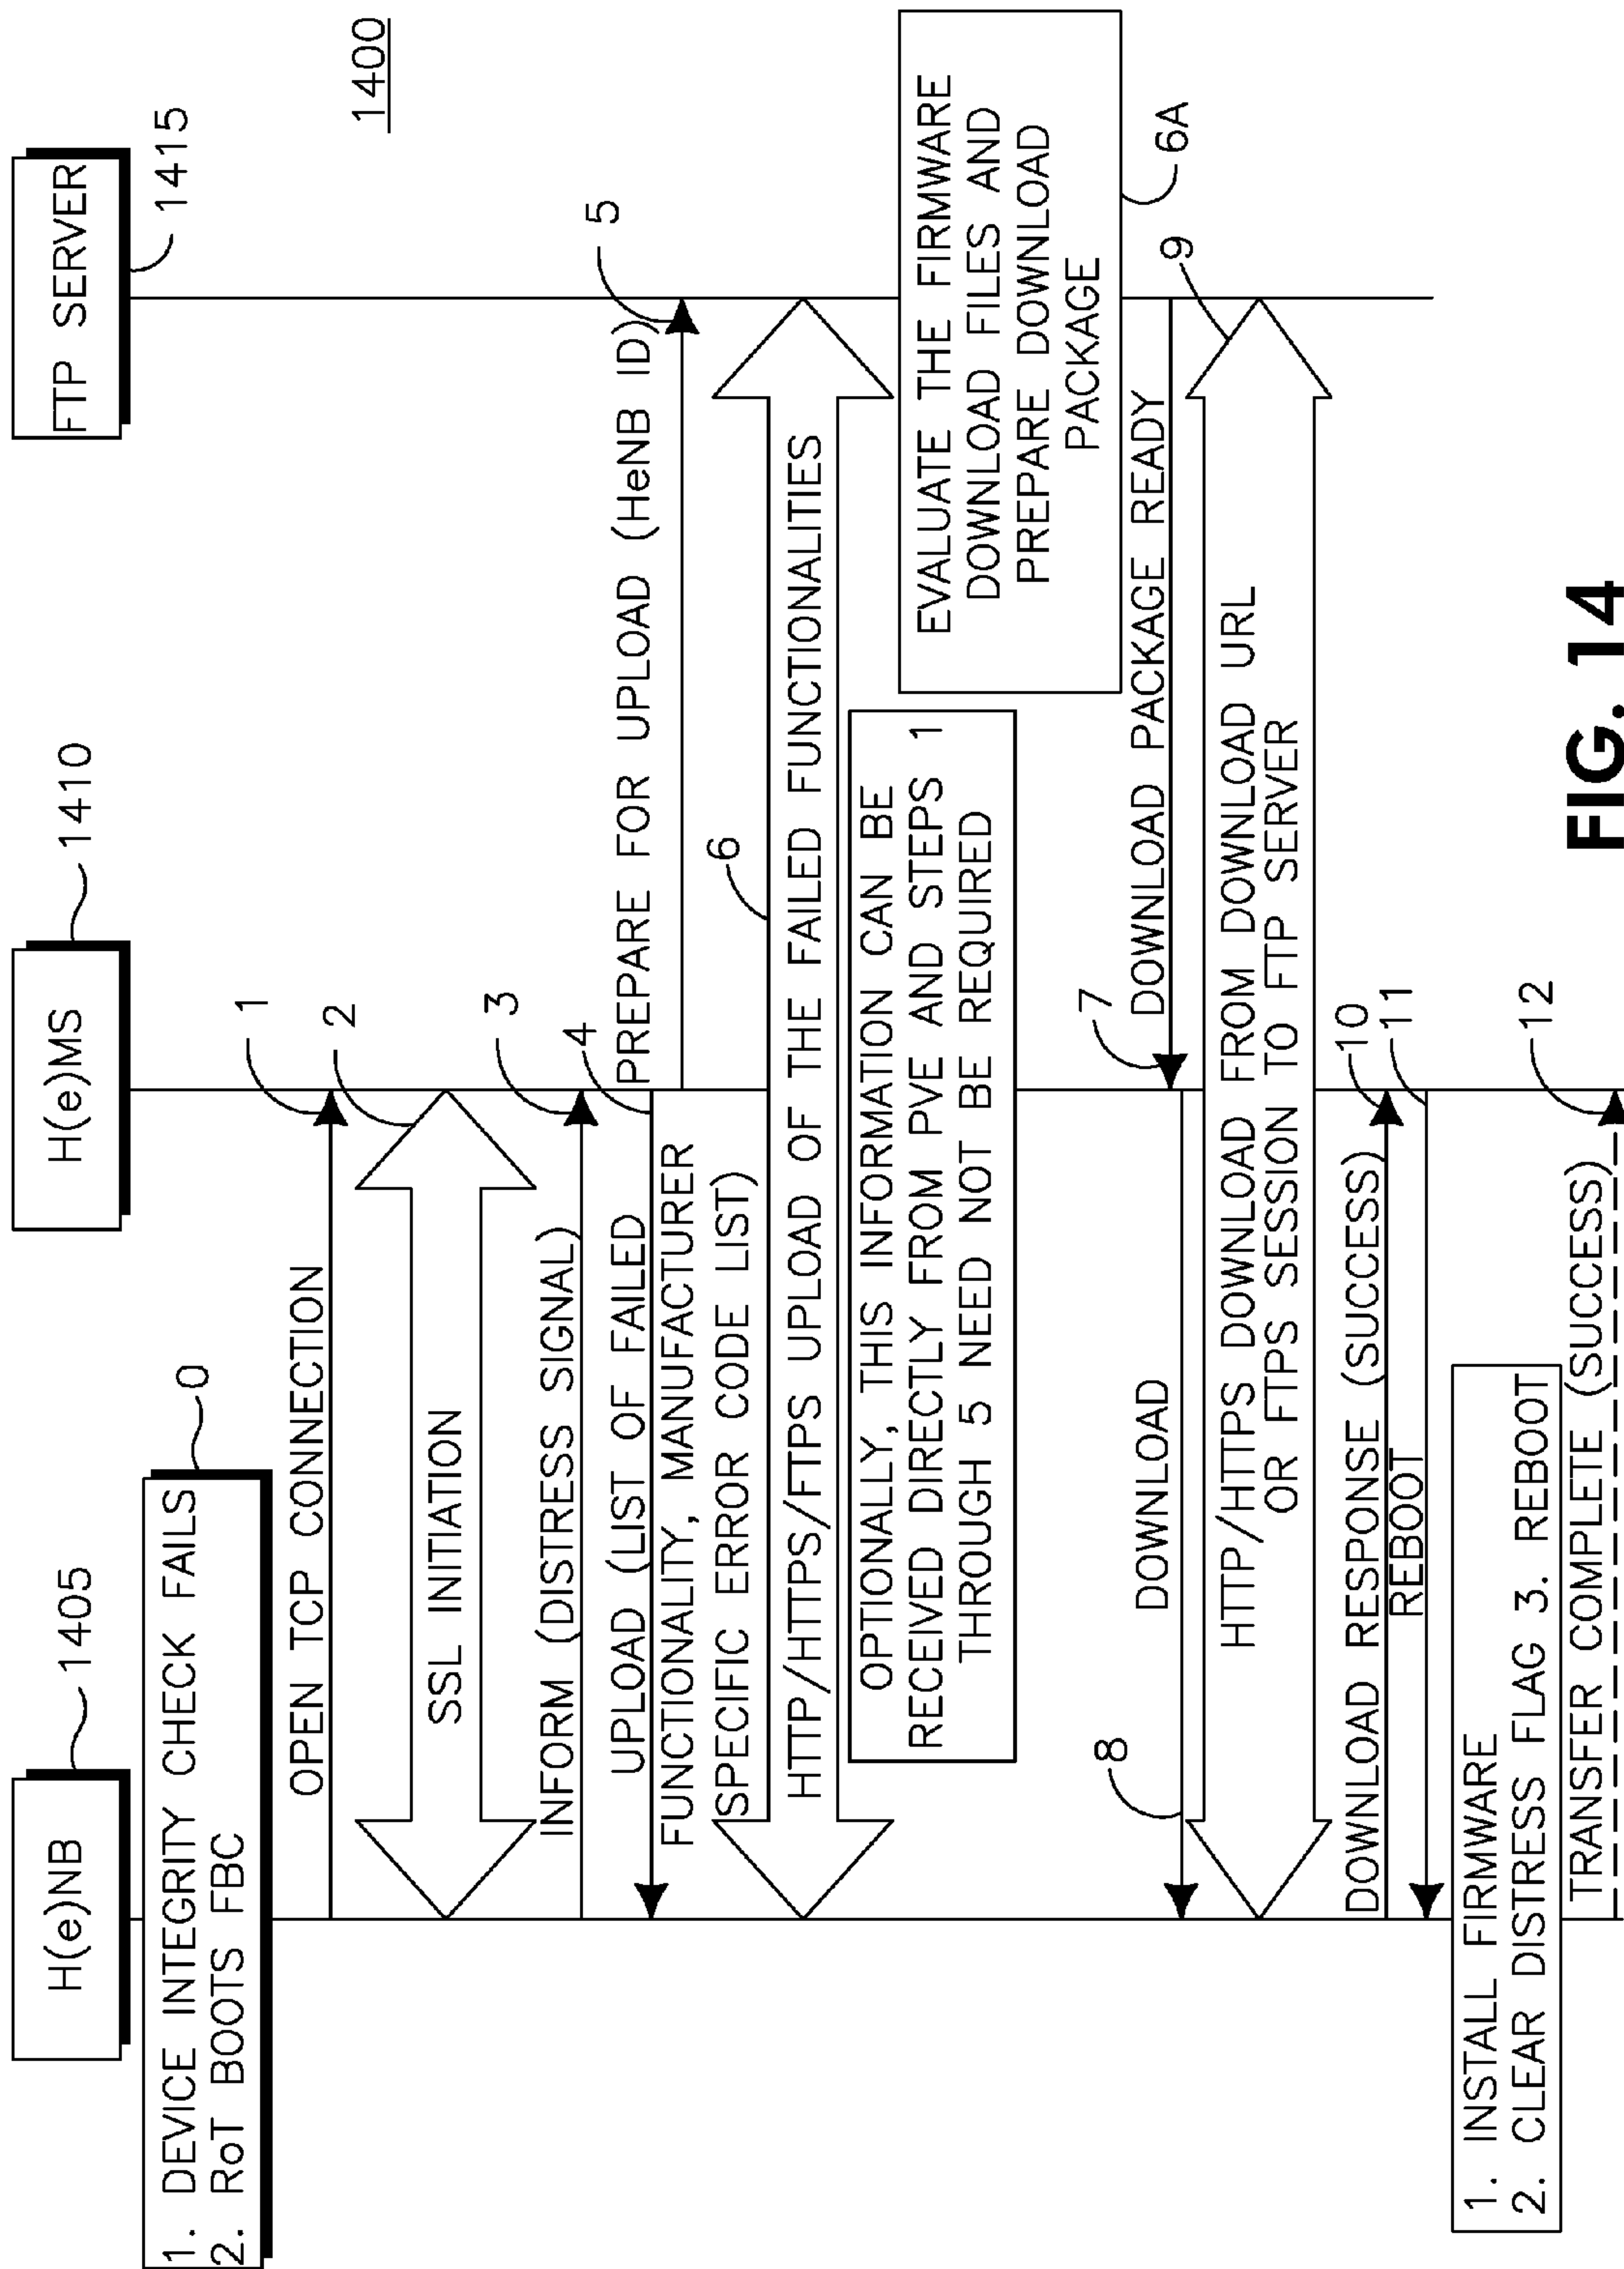 H(e)NB
1405
H(e)MS
1410
FTP SERVER
1415
1400
1. DEVICE INTEGRITY CHECK FAILS
2. RoT BOOTS FBC
0
OPEN TCP CONNECTION
1
SSL INITIATION
2
INFORM (DISTRESS SIGNAL)
3
UPLOAD (LIST OF FAILED
FUNCTIONALITY, MANUFACTURER
SPECIFIC ERROR CODE LIST)
4
PREPARE FOR UPLOAD (HeNB ID)
5
HTTP/HTTPS/FTPS UPLOAD OF THE FAILED FUNCTIONALITIES
6
OPTIONALLY, THIS INFORMATION CAN BE
RECEIVED DIRECTLY FROM PVE AND STEPS 1
THROUGH 5 NEED NOT BE REQUIRED
EVALUATE THE FIRMWARE
DOWNLOAD FILES AND
PREPARE DOWNLOAD
PACKAGE
6A
DOWNLOAD PACKAGE READY
7
DOWNLOAD
8
HTTP/HTTPS DOWNLOAD FROM DOWNLOAD URL
OR FTPS SESSION TO FTP SERVER
9
DOWNLOAD RESPONSE (SUCCESS)
10
REBOOT
11
1. INSTALL FIRMWARE
2. CLEAR DISTRESS FLAG 3. REBOOT
TRANSFER COMPLETE (SUCCESS)
12
FIG. 14